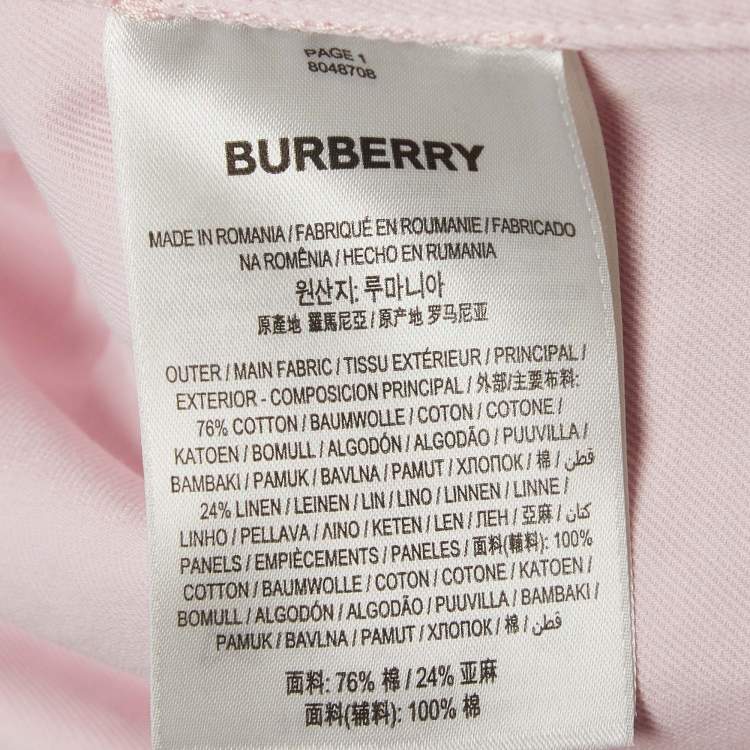 PAGE 1
8048708
BURBERRY
MADE IN ROMANIA / FABRIQUÉ EN ROUMANIE / FABRICADO
NA ROMÊNIA / HECHO EN RUMANIA
원산지: 루마니아
原產地 羅馬尼亞 / 原产地 罗马尼亚
OUTER / MAIN FABRIC / TISSU EXTÉRIEUR / PRINCIPAL /
EXTERIOR - COMPOSICION PRINCIPAL / 外部/主要布料:
76% COTTON / BAUMWOLLE / COTON / COTONE /
KATOEN / BOMULL / ALGODÓN / ALGODÃO / PUUVILLA /
BAMBAKI / PAMUK / BAVLNA / PAMUT / ХЛОПОК / 棉 / قطن /
24% LINEN / LEINEN / LIN / LINO / LINNEN / LINNE /
LINHO / PELLAVA / ΛΙΝΟ / KETEN / LEN / ЛЕН / 亞麻 / كتان
PANELS / EMPIÈCEMENTS / PANELES / 面料(輔料): 100%
COTTON / BAUMWOLLE / COTON / COTONE / KATOEN /
BOMULL / ALGODÓN / ALGODÃO / PUUVILLA / BAMBAKI /
PAMUK / BAVLNA / PAMUT / ХЛОПОК / 棉 / قطن /
面料: 76% 棉 / 24% 亚麻
面料(辅料): 100% 棉